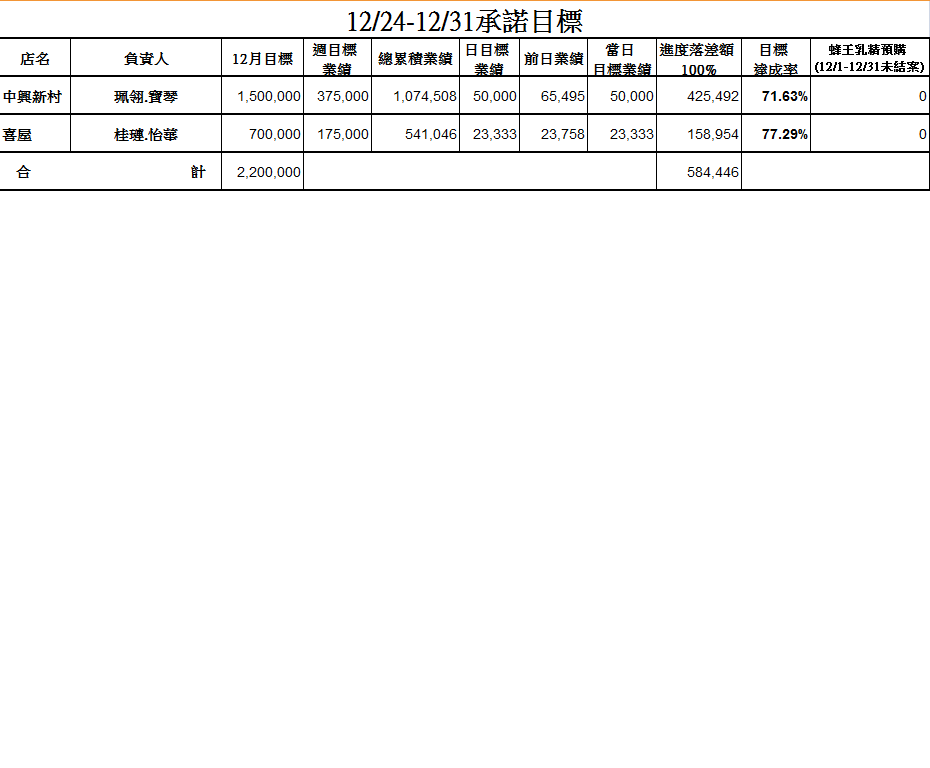 12/24-12/31承諾目標
店名 負責人 12月目標 週目標業績 總累積業績 日目標業績 前日業績 當日目標業績 進度落差額100% 目標達成率 蜂王乳精預購(12/1-12/31未結案)
中興新村 珮翎.寶琴 1,500,000 375,000 1,074,508 50,000 65,495 50,000 425,492 71.63% 0
喜屋 桂璉.怡華 700,000 175,000 541,046 23,333 23,758 23,333 158,954 77.29% 0
合計 2,200,000 584,446